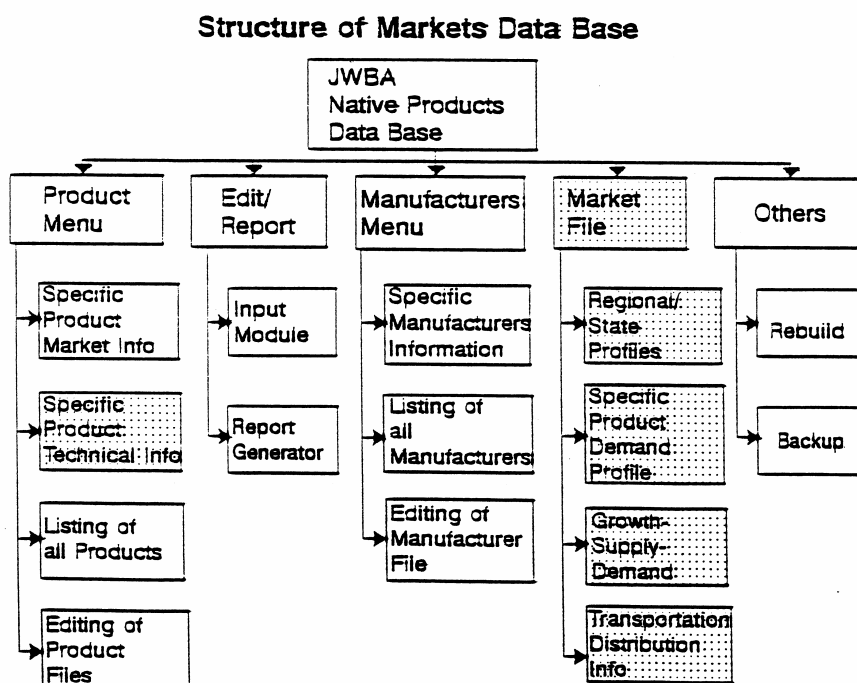 Structure of Markets Data Base
JWBA
Native Products
Data Base
Product
Menu
Edit/
Report
Manufacturers
Menu
Market
File
Others
Specific
Product
Market Info
Specific
Product
Technical Info
Listing of
all Products
Editing of
Product
Files
Input
Module
Report
Generator
Specific
Manufacturers
Information
Listing of
all
Manufacturers
Editing of
Manufacturer
File
Regional/
State
Profiles
Specific
Product
Demand
Profile
Growth-
Supply-
Demand
Transportation
Distribution
Info
Rebuild
Backup